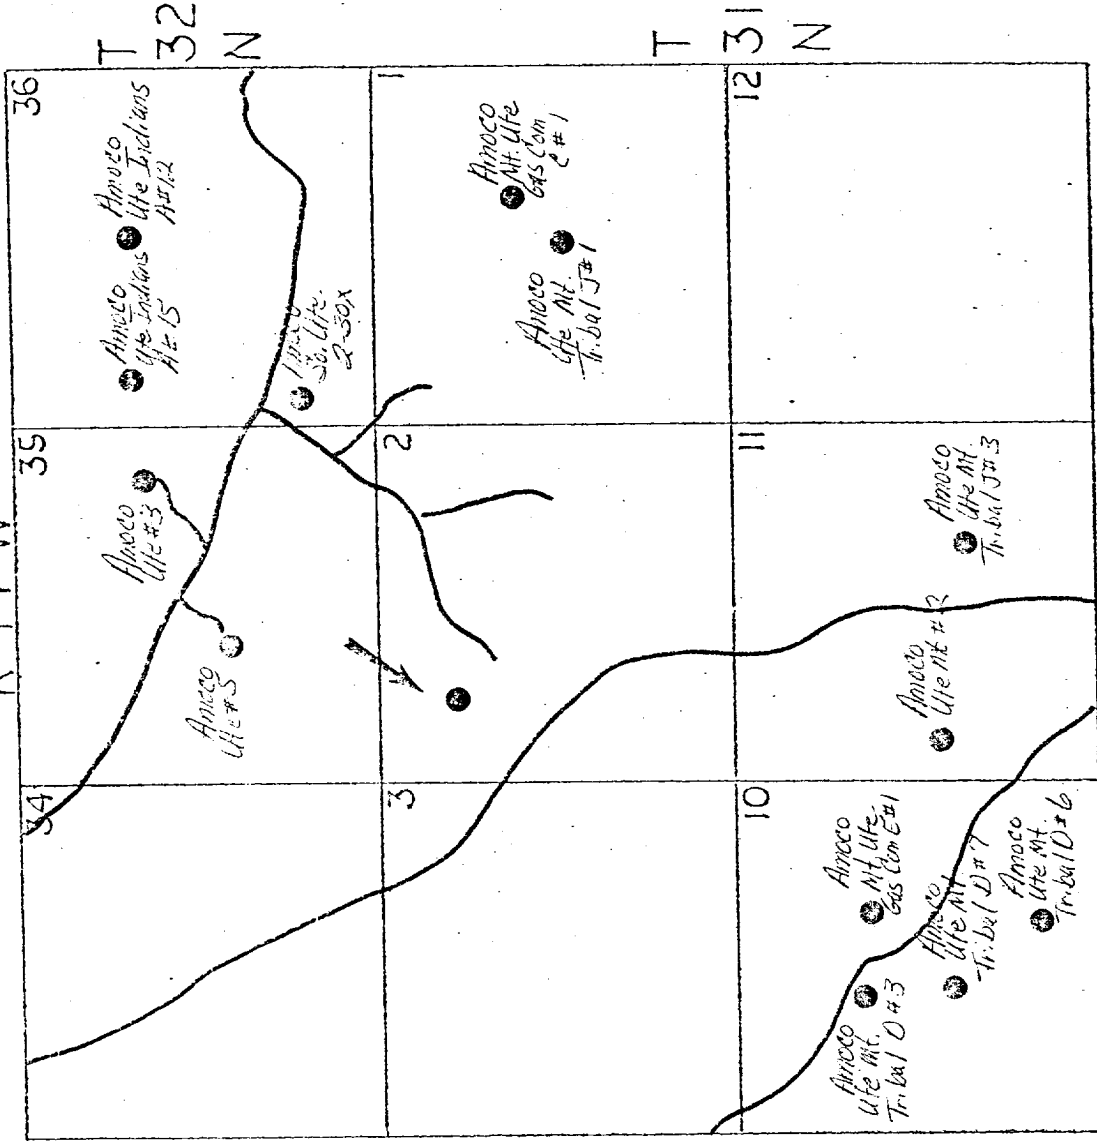 T
32
N
T
31
N
36
Amoco
Ute Indians
A#12
Amoco
Ute Indians
A#15
35
Amoco
Ute #3
Amoco
Ute #5
34
So. Ute
2-30X
1
Amoco
Mt. Ute
Gas Com
C #1
Amoco
Ute Mt.
Tribal J#1
2
3
12
11
Amoco
Ute Mt.
Tribal J#3
Amoco
Ute Mt #2
10
Amoco
Mt. Ute
Gas Com E#1
Amoco
Ute Mt
Tribal D#7
Amoco
Ute Mt.
Tribal D#6
Amoco
Ute Mt.
Tribal D#3